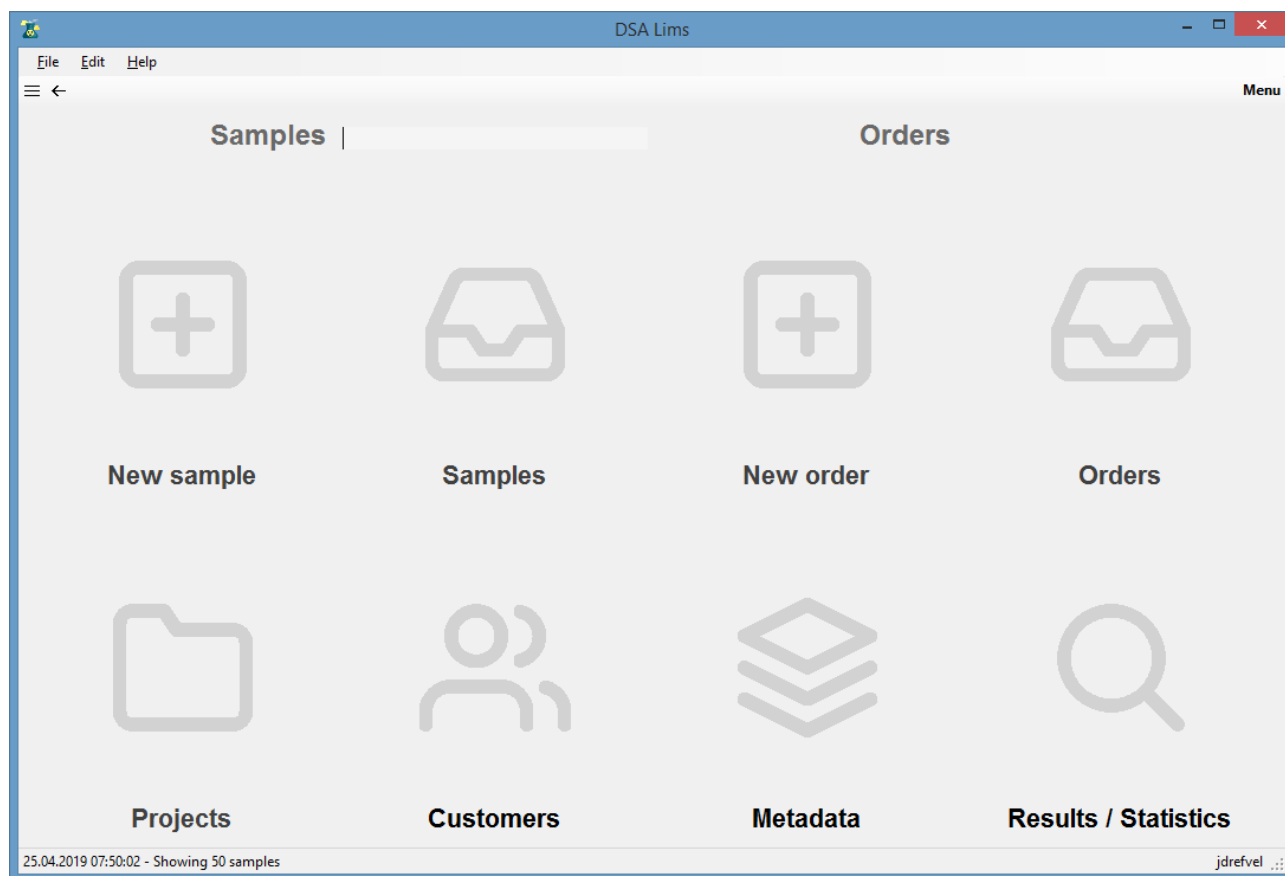 DSA Lims
File Edit Help
Menu
Samples Orders
New sample Samples New order Orders
Projects Customers Metadata Results / Statistics
25.04.2019 07:50:02 - Showing 50 samples jdrefvel